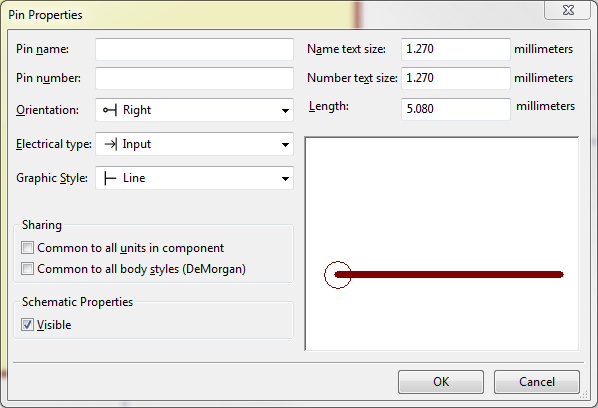 Pin Properties
Pin name:
Name text size: 1.270 millimeters
Pin number:
Number text size: 1.270 millimeters
Orientation: Right
Length: 5.080 millimeters
Electrical type: Input
Graphic Style: Line
Sharing
Common to all units in component
Common to all body styles (DeMorgan)
Schematic Properties
Visible
OK Cancel